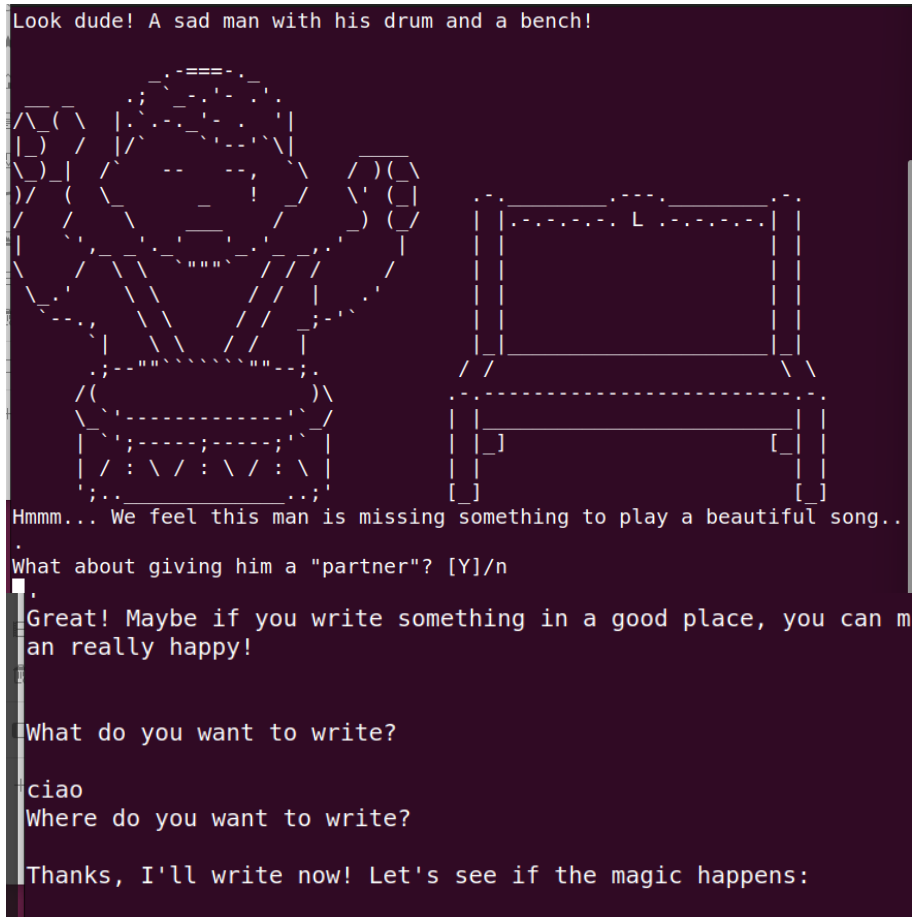 Look dude! A sad man with his drum and a bench!
L
Hmmm... We feel this man is missing something to play a beautiful song..
.
What about giving him a "partner"? [Y]/n
Great! Maybe if you write something in a good place, you can m
an really happy!
What do you want to write?
ciao
Where do you want to write?
Thanks, I'll write now! Let's see if the magic happens: